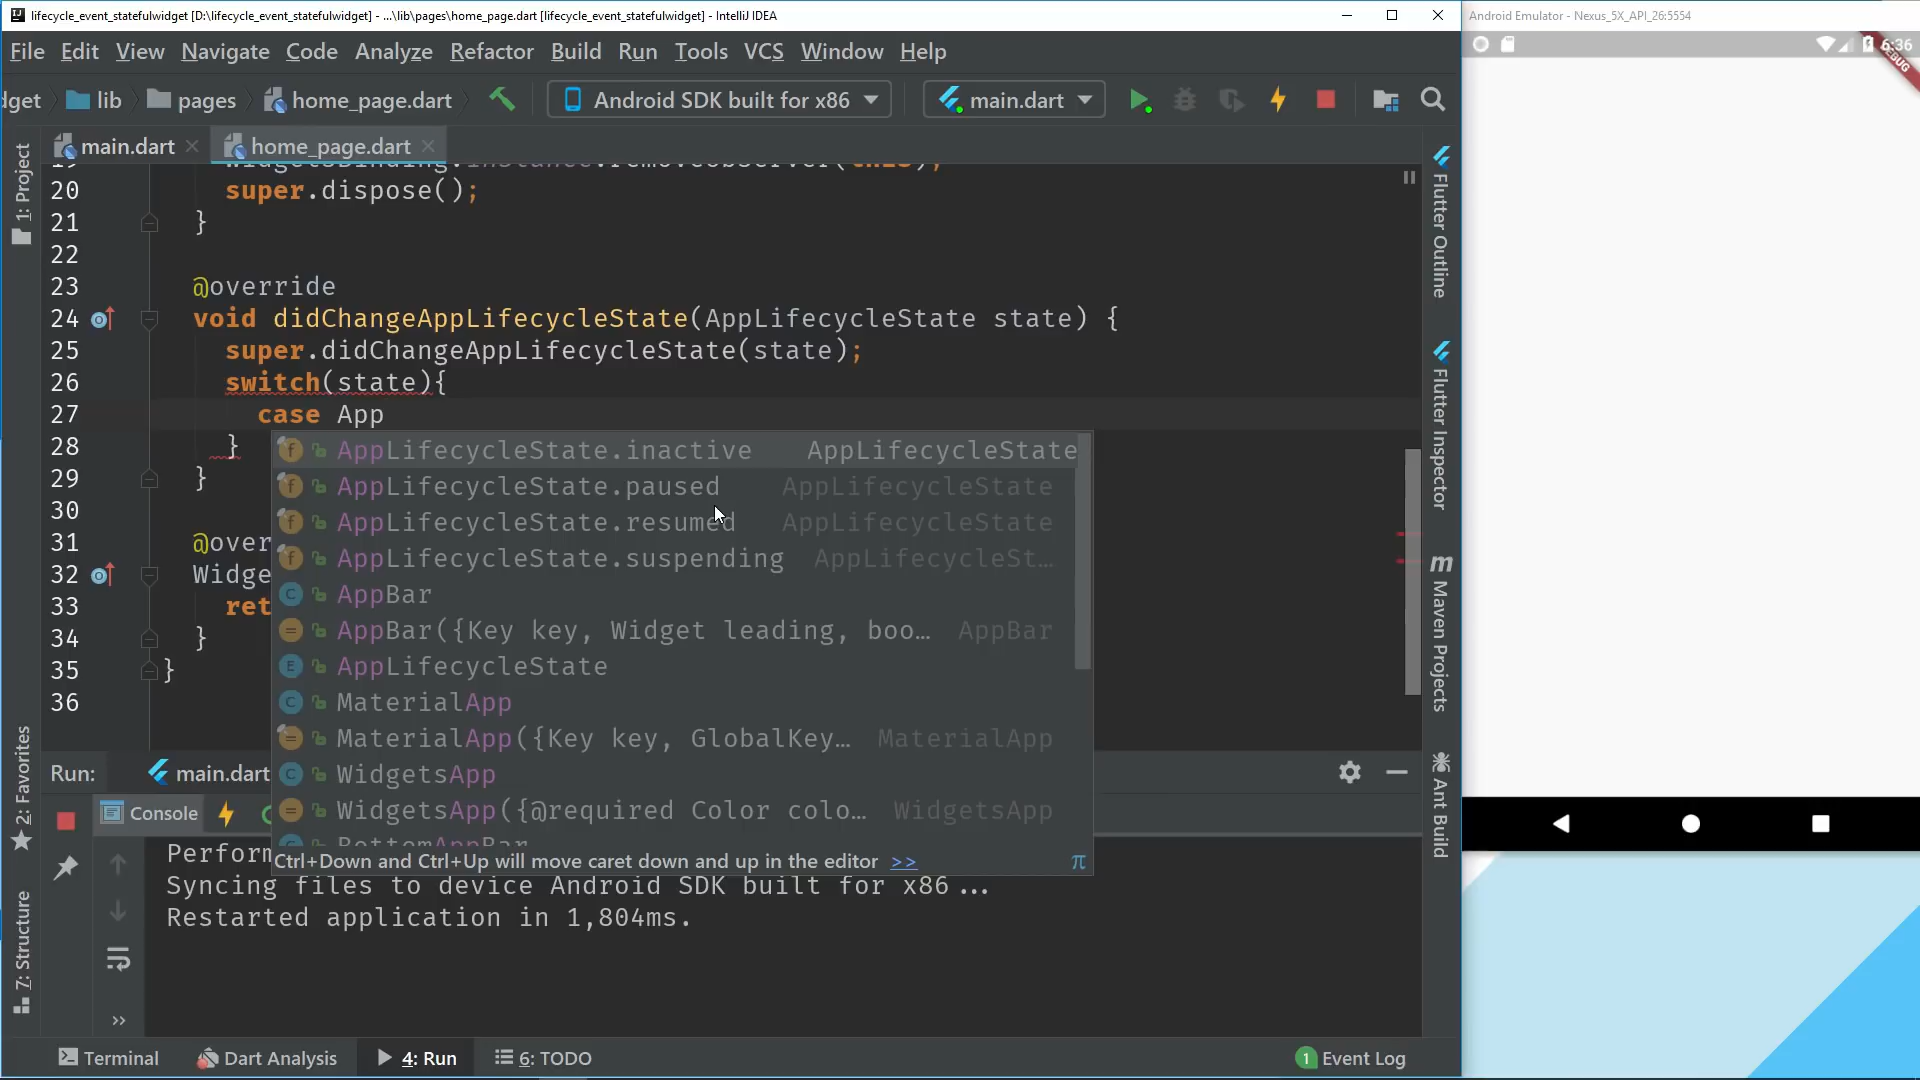 lifecycle_event_statefulwidget [D:\lifecycle_event_statefulwidget] - ...\lib\pages\home_page.dart [lifecycle_event_statefulwidget] - IntelliJ IDEA
Android Emulator - Nexus_5X_API_26:5554
File Edit View Navigate Code Analyze Refactor Build Run Tools VCS Window Help
6:36
DEBUG
dget lib pages home_page.dart Android SDK built for x86 main.dart
main.dart home_page.dart
1: Project
2: Favorites
Z: Structure
20 super.dispose();
21 }
22
23 @override
24 void didChangeAppLifecycleState(AppLifecycleState state) {
25 super.didChangeAppLifecycleState(state);
26 switch(state){
27 case App
28 }
29 }
30
31 @over
32 Widge
33 ret
34 }
35 }
36
AppLifecycleState.inactive AppLifecycleState
AppLifecycleState.paused AppLifecycleState
AppLifecycleState.resumed AppLifecycleState
AppLifecycleState.suspending AppLifecycleSt…
AppBar
AppBar({Key key, Widget leading, boo… AppBar
AppLifecycleState
MaterialApp
MaterialApp({Key key, GlobalKey… MaterialApp
WidgetsApp
WidgetsApp({@required Color colo… WidgetsApp
BottomAppBar
Ctrl+Down and Ctrl+Up will move caret down and up in the editor >> π
Flutter Outline
Flutter Inspector
m Maven Projects
Ant Build
Run: main.dart
Console
Perform
Syncing files to device Android SDK built for x86...
Restarted application in 1,804ms.
>>
Terminal Dart Analysis 4: Run 6: TODO 1 Event Log